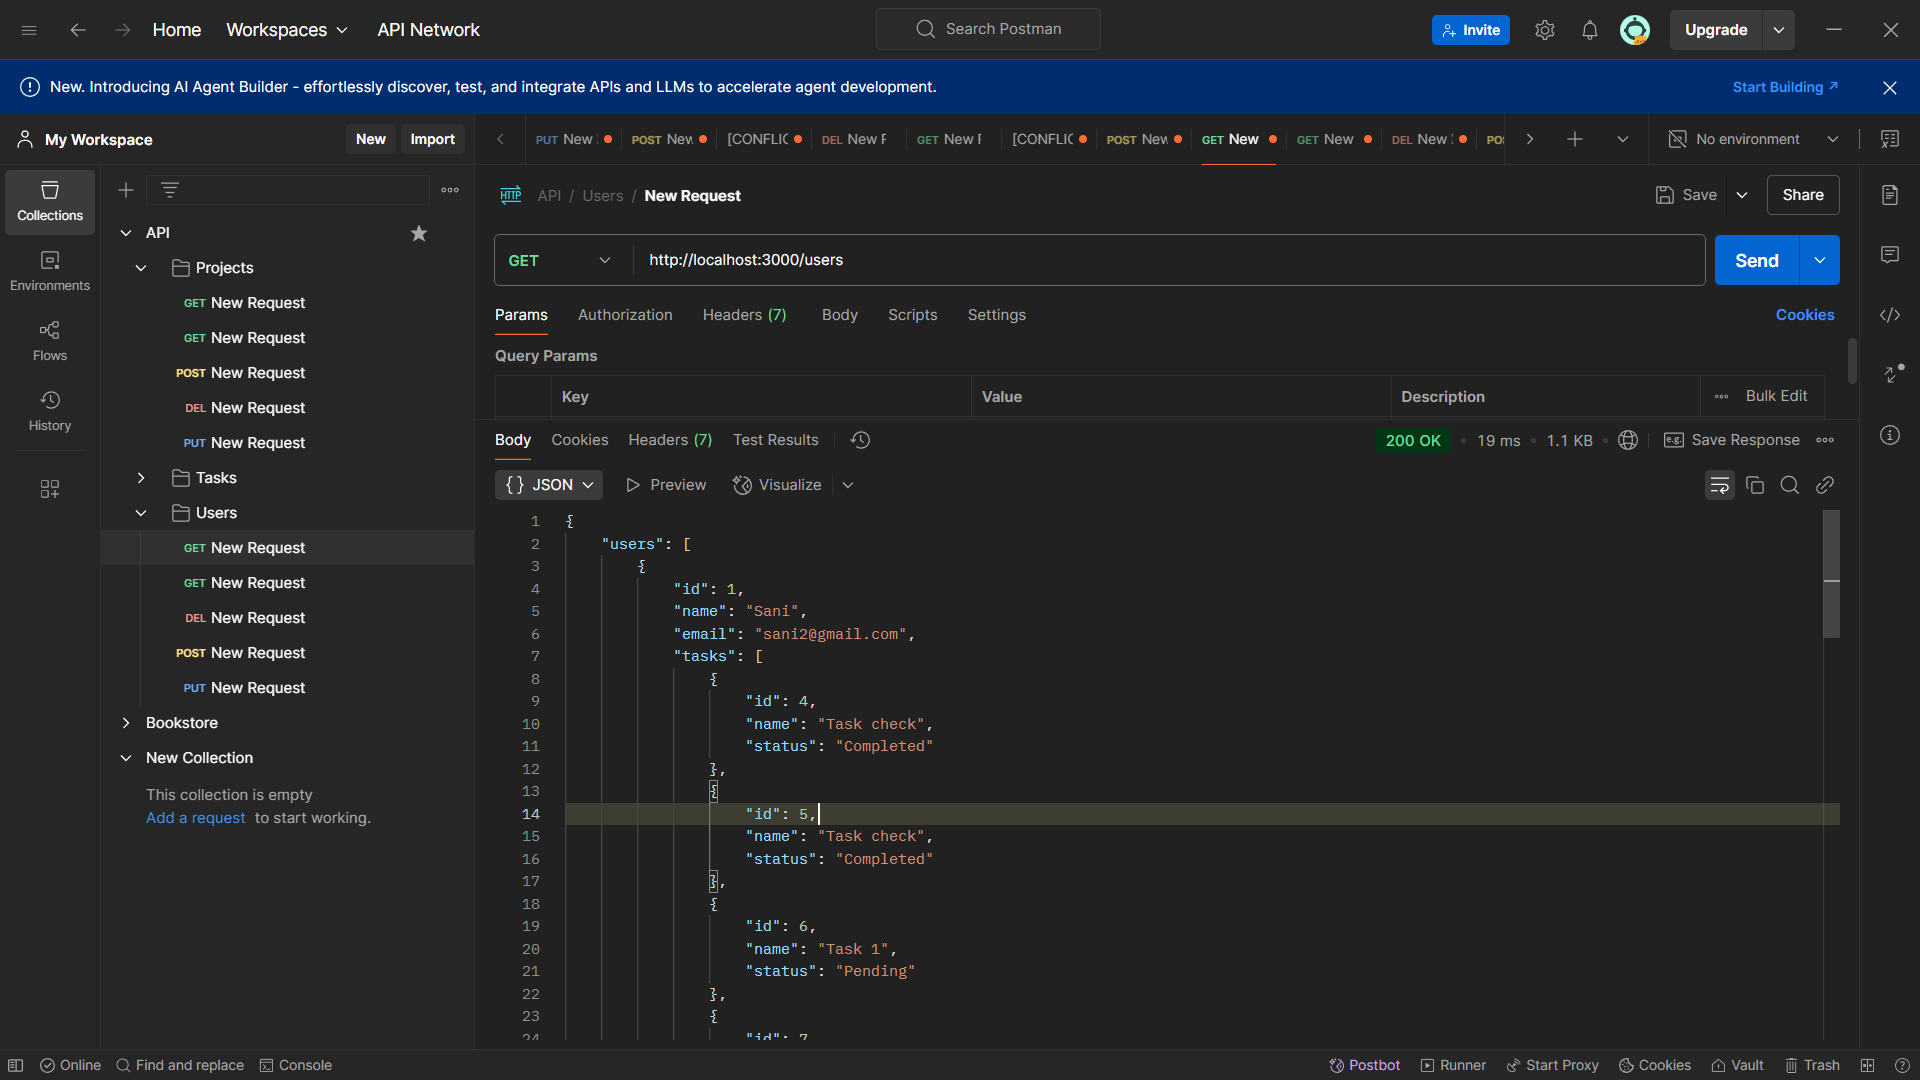 Home Workspaces API Network Search Postman Invite Upgrade
New. Introducing AI Agent Builder - effortlessly discover, test, and integrate APIs and LLMs to accelerate agent development. Start Building
My Workspace New Import PUT New POST New [CONFLIC DEL New F GET New F [CONFLIC POST New GET New GET New DEL New No environment
API / Users / New Request Save Share
Collections
Environments
Flows
History
API
Projects
GET New Request
GET New Request
POST New Request
DEL New Request
PUT New Request
Tasks
Users
GET New Request
GET New Request
DEL New Request
POST New Request
PUT New Request
Bookstore
New Collection
This collection is empty
Add a request to start working.
GET http://localhost:3000/users Send
Params Authorization Headers (7) Body Scripts Settings Cookies
Query Params
Key Value Description Bulk Edit
Body Cookies Headers (7) Test Results 200 OK 19 ms 1.1 KB Save Response
{} JSON Preview Visualize
1 {
2 "users": [
3 {
4 "id": 1,
5 "name": "Sani",
6 "email": "sani2@gmail.com",
7 "tasks": [
8 {
9 "id": 4,
10 "name": "Task check",
11 "status": "Completed"
12 },
13 {
14 "id": 5,
15 "name": "Task check",
16 "status": "Completed"
17 },
18 {
19 "id": 6,
20 "name": "Task 1",
21 "status": "Pending"
22 },
23 {
24 "id": 7
Online Find and replace Console Postbot Runner Start Proxy Cookies Vault Trash